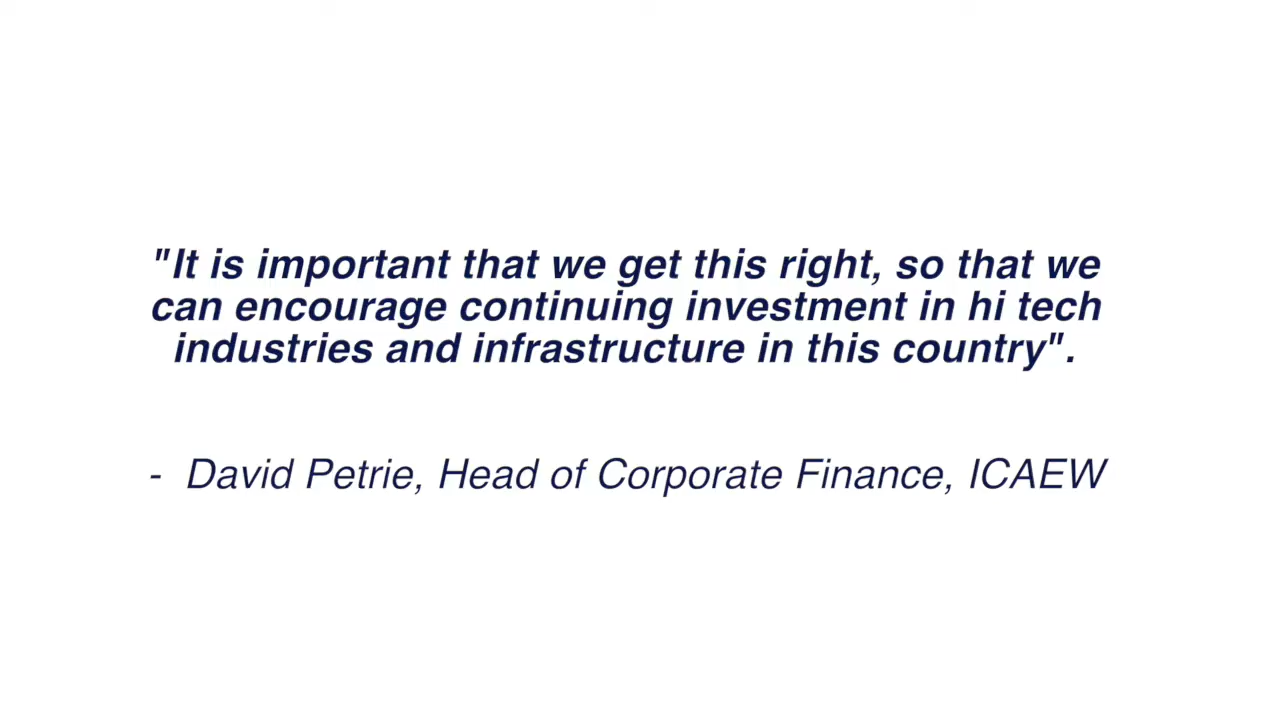 "It is important that we get this right, so that we
can encourage continuing investment in hi tech
industries and infrastructure in this country".
- David Petrie, Head of Corporate Finance, ICAEW